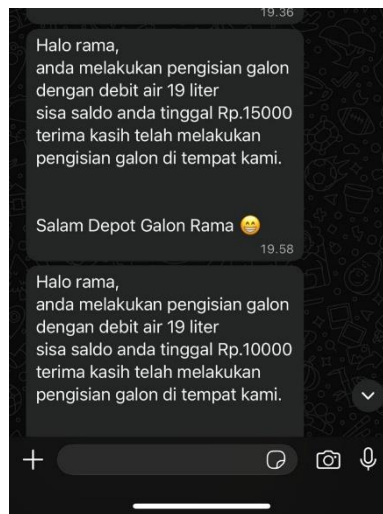 19.36
Halo rama,
anda melakukan pengisian galon
dengan debit air 19 liter
sisa saldo anda tinggal Rp.15000
terima kasih telah melakukan
pengisian galon di tempat kami.
Salam Depot Galon Rama 😁
19.58
Halo rama,
anda melakukan pengisian galon
dengan debit air 19 liter
sisa saldo anda tinggal Rp.10000
terima kasih telah melakukan
pengisian galon di tempat kami.